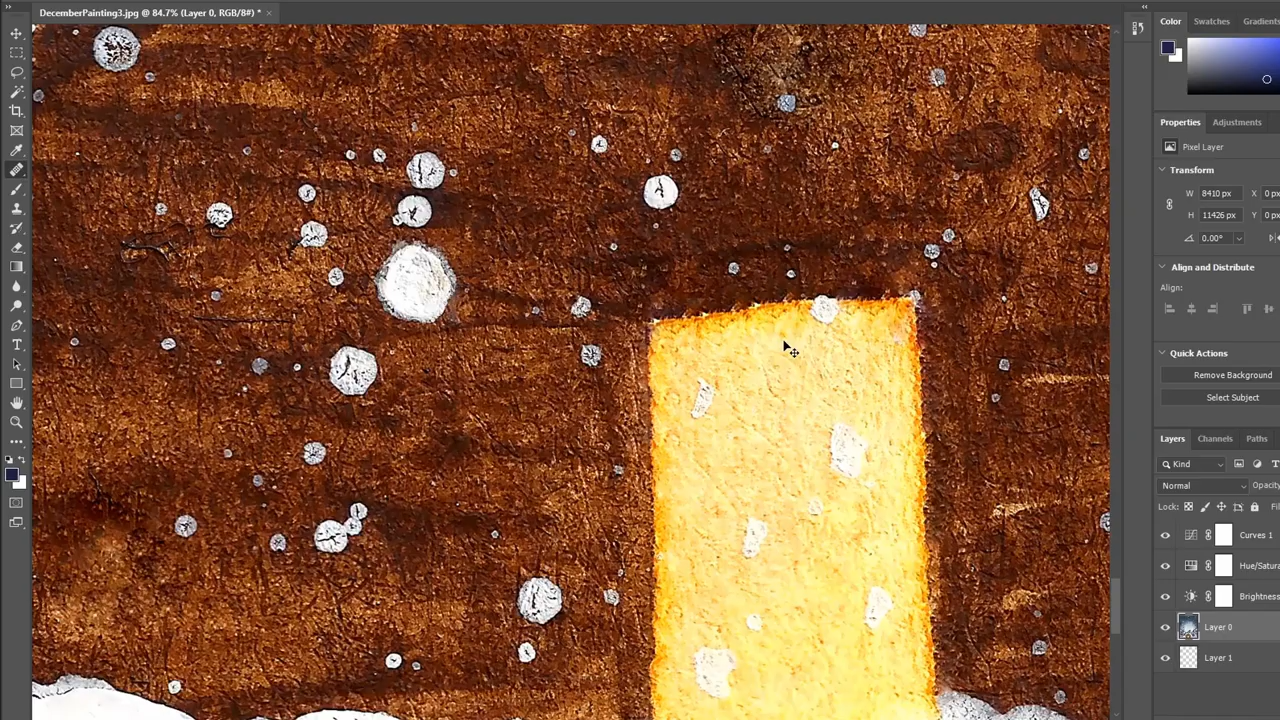 DecemberPainting3.jpg @ 84.7% (Layer 0, RGB/8#) *
Color Swatches Gradients
Properties Adjustments
Pixel Layer
Transform
W 8410 px X 0 px
H 11426 px Y 0 px
0.00°
Align and Distribute
Align:
Quick Actions
Remove Background
Select Subject
Layers Channels Paths
Kind
Normal Opacity
Lock: Fil
Curves 1
Hue/Satura
Brightness
Layer 0
Layer 1